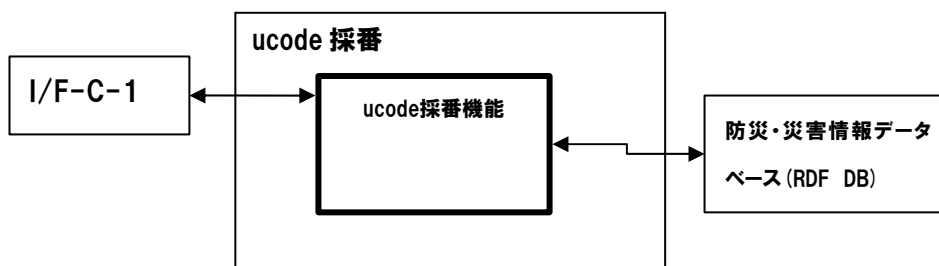 ucode 採番
I/F-C-1
ucode採番機能
防災・災害情報データ
ベース(RDF DB)